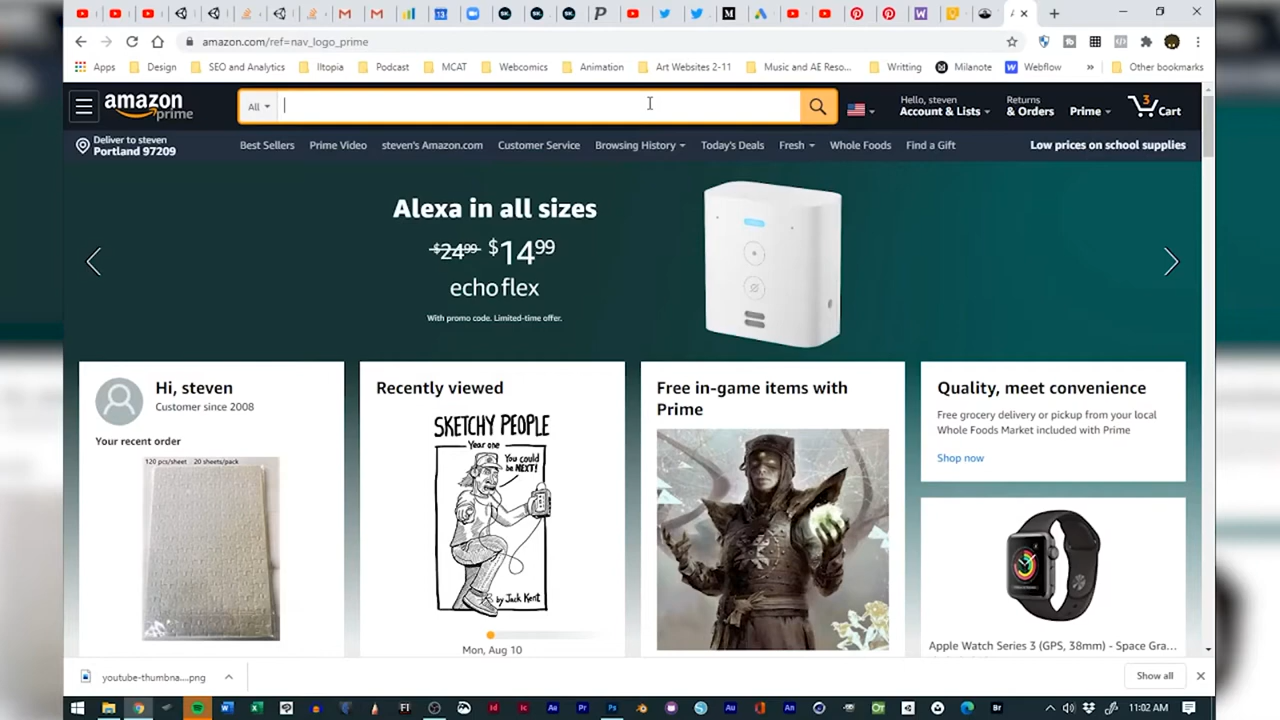 amazon.com/ref=nav_logo_prime
Apps
Design
SEO and Analytics
Iltopia
Podcast
MCAT
Webcomics
Animation
Art Websites 2-11
Music and AE Reso...
Writting
Milanote
Webflow
»
Other bookmarks
amazon
prime
All
Hello, steven
Account & Lists
Returns
& Orders
Prime
3
Cart
Deliver to steven
Portland 97209
Best Sellers
Prime Video
steven's Amazon.com
Customer Service
Browsing History
Today's Deals
Fresh
Whole Foods
Find a Gift
Low prices on school supplies
Alexa in all sizes
$24.99 $14.99
echo flex
With promo code. Limited-time offer.
Hi, steven
Customer since 2008
Your recent order
120 pcs/sheet 20 sheets/pack
Recently viewed
SKETCHY PEOPLE
Year one
You could
be NEXT!
by Jack Kent
Mon, Aug 10
Free in-game items with
Prime
Quality, meet convenience
Free grocery delivery or pickup from your local
Whole Foods Market included with Prime
Shop now
Apple Watch Series 3 (GPS, 38mm) - Space Gra...
youtube-thumbna....png
Show all
11:02 AM